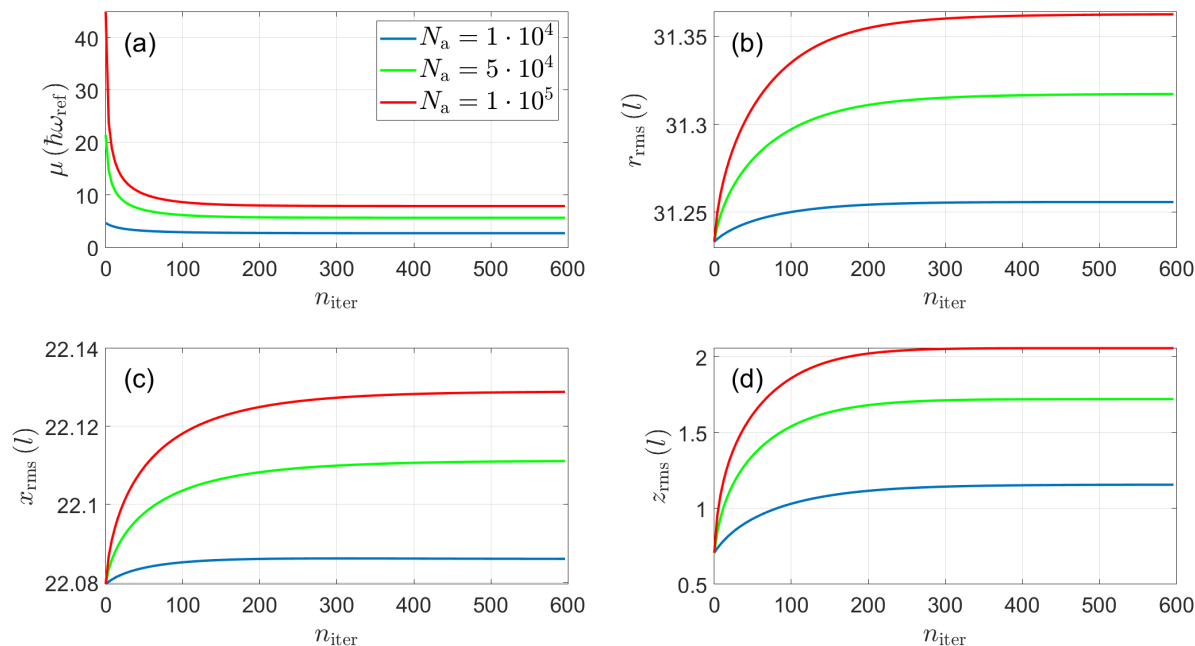 (a)
μ (ħω_ref)
40
30
20
10
0
N_a = 1 · 10^4
N_a = 5 · 10^4
N_a = 1 · 10^5
0 100 200 300 400 500 600
n_iter
(b)
r_rms (l)
31.35
31.3
31.25
0 100 200 300 400 500 600
n_iter
(c)
x_rms (l)
22.14
22.12
22.1
22.08
0 100 200 300 400 500 600
n_iter
(d)
z_rms (l)
2
1.5
1
0.5
0 100 200 300 400 500 600
n_iter